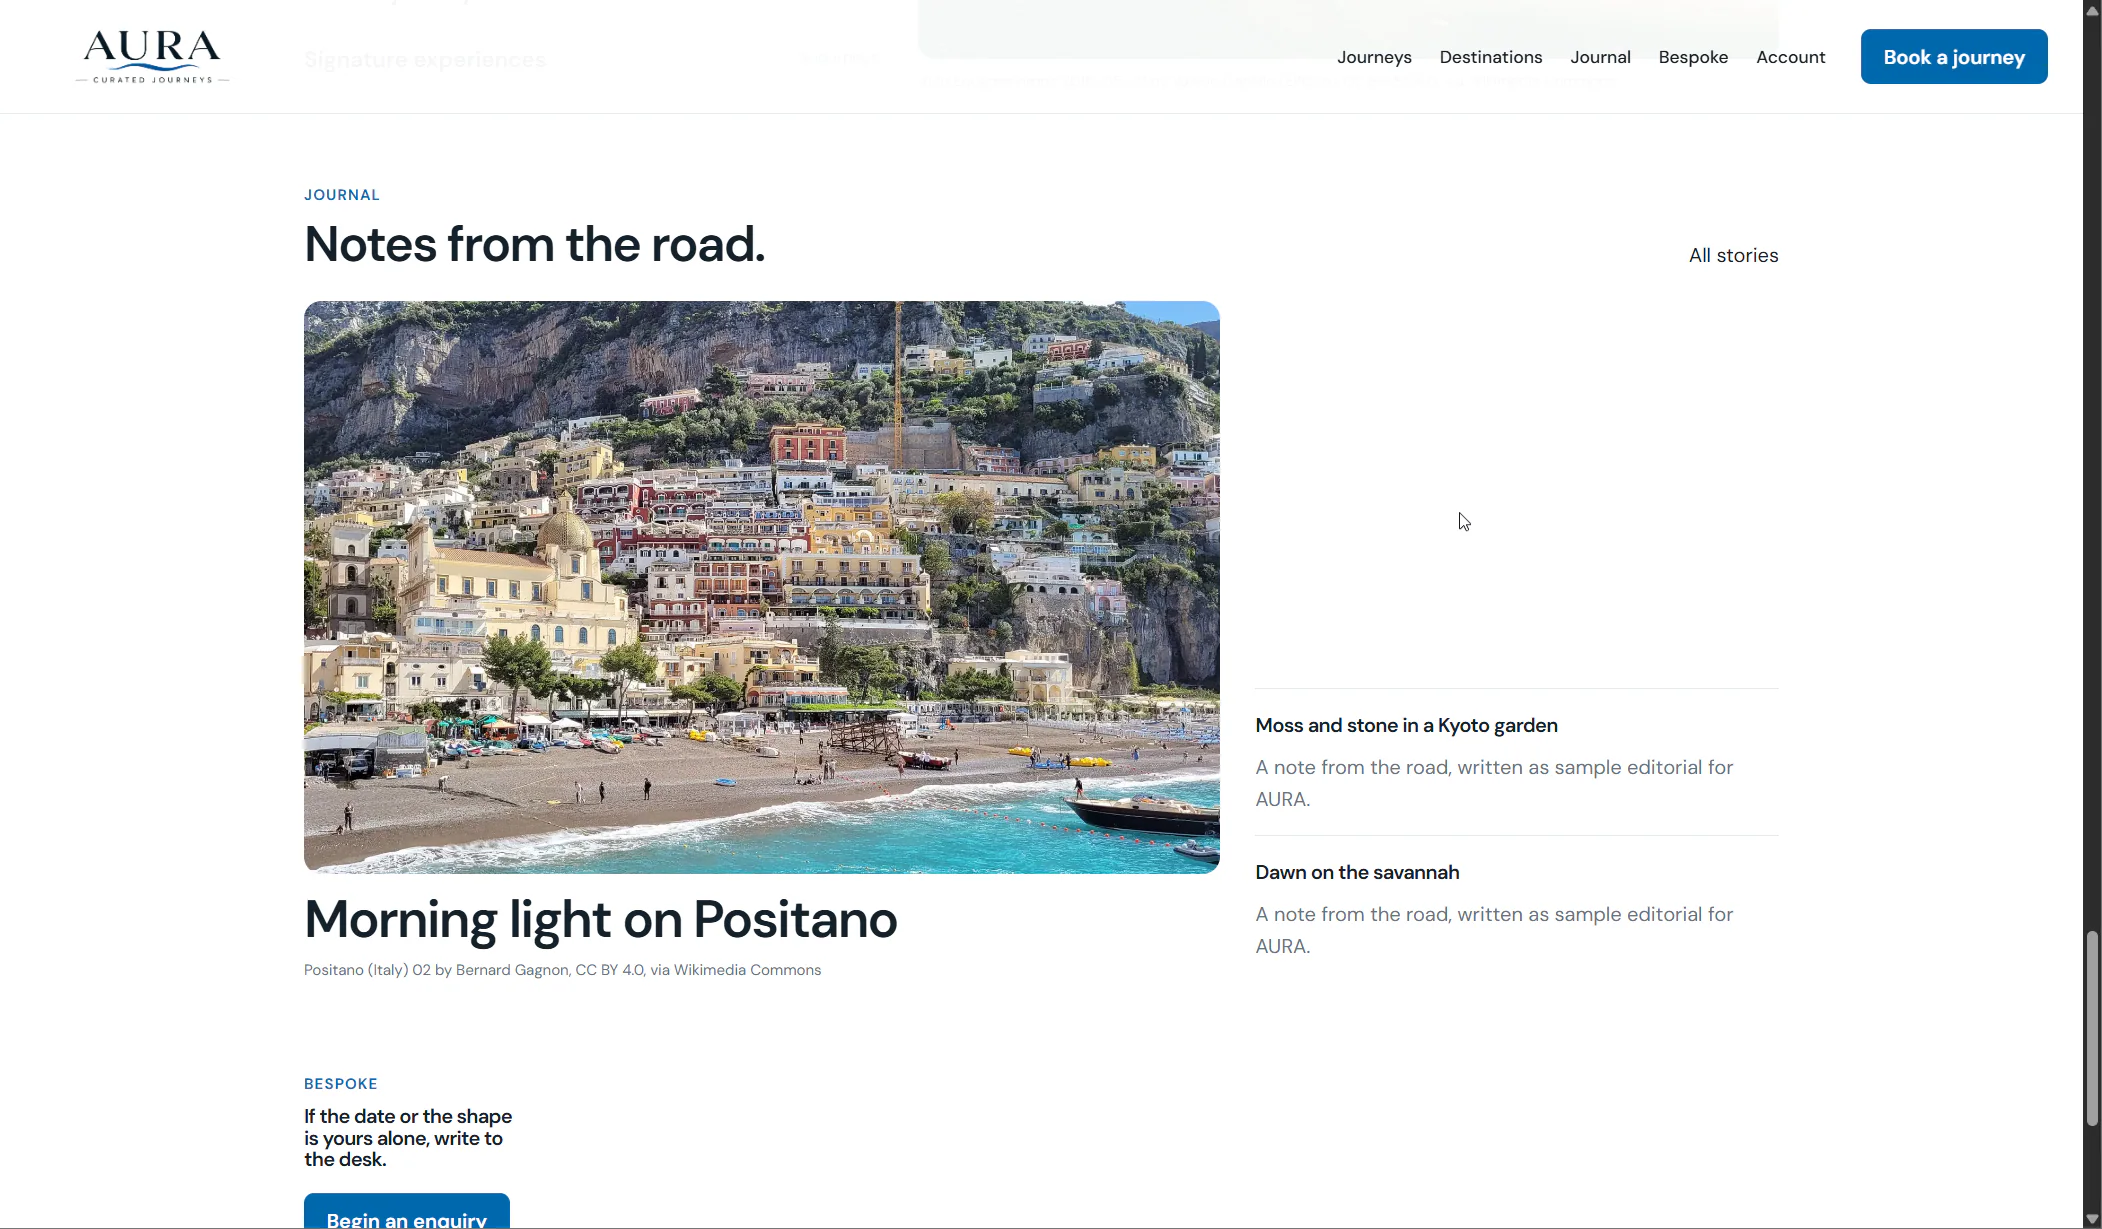 AURA
CURATED JOURNEYS
Signature experiences
Journeys
Destinations
Journal
Bespoke
Account
Book a journey
JOURNAL
Notes from the road.
All stories
Morning light on Positano
Positano (Italy) 02 by Bernard Gagnon, CC BY 4.0, via Wikimedia Commons
Moss and stone in a Kyoto garden
A note from the road, written as sample editorial for
AURA.
Dawn on the savannah
A note from the road, written as sample editorial for
AURA.
BESPOKE
If the date or the shape
is yours alone, write to
the desk.
Begin an enquiry